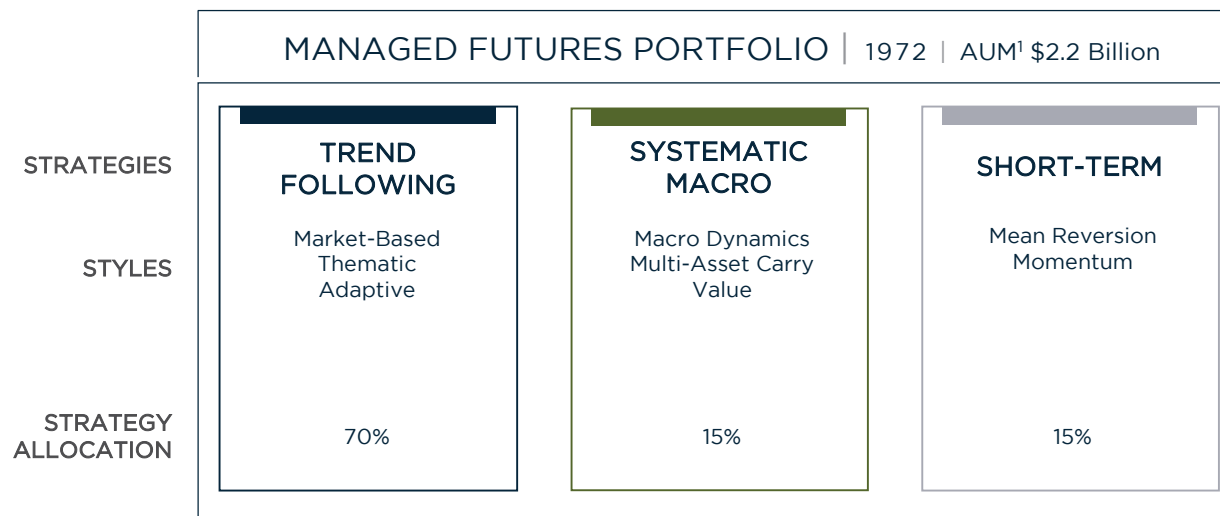 MANAGED FUTURES PORTFOLIO | 1972 | AUM¹ $2.2 Billion
STRATEGIES
TREND
FOLLOWING
SYSTEMATIC
MACRO
SHORT-TERM
STYLES
Market-Based
Thematic
Adaptive
Macro Dynamics
Multi-Asset Carry
Value
Mean Reversion
Momentum
STRATEGY
ALLOCATION
70%
15%
15%